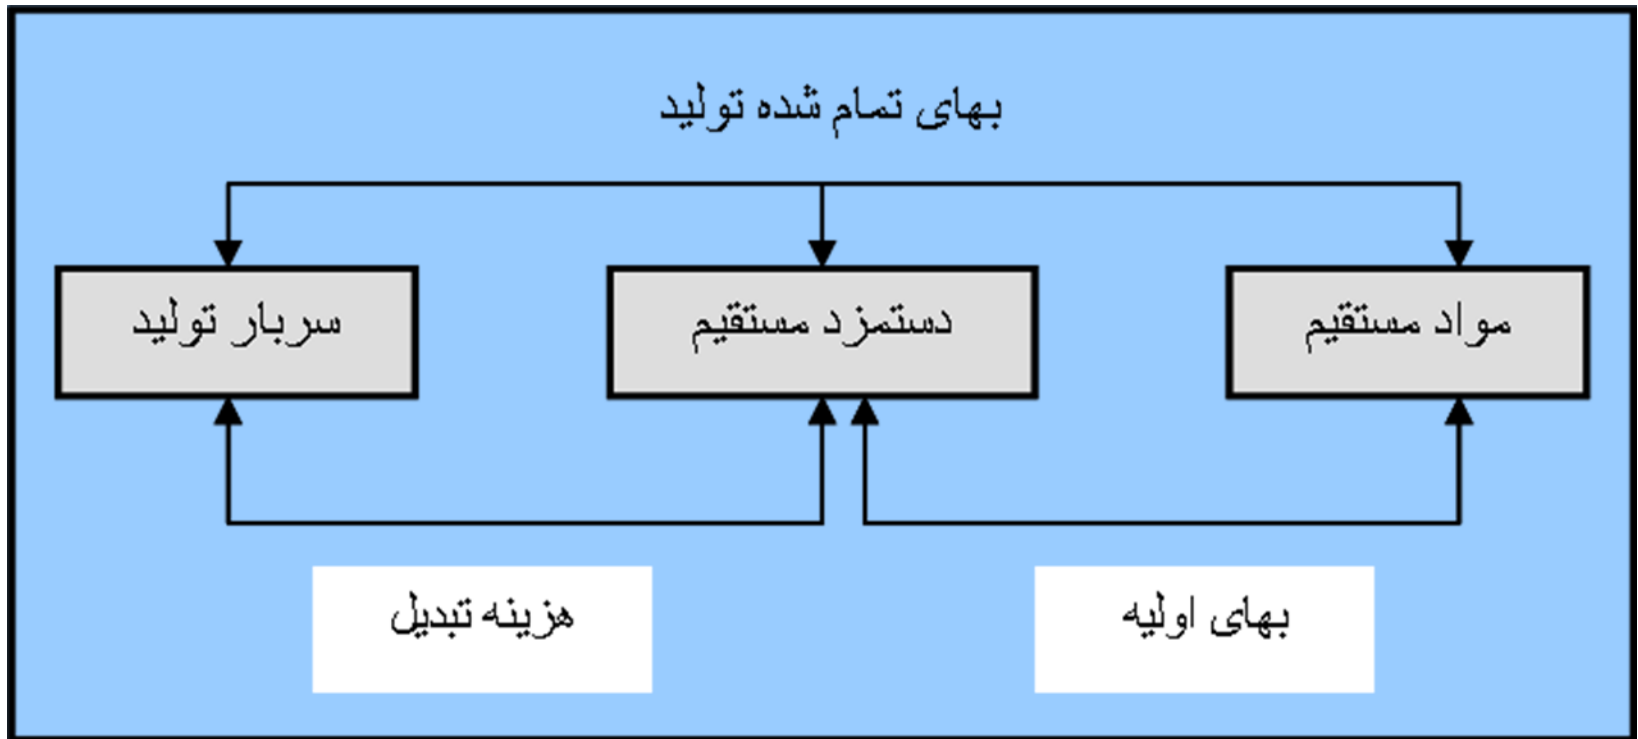 بهای تمام شده تولید
مواد مستقیم
دستمزد مستقیم
سربار تولید
بهای اولیه
هزینه تبدیل